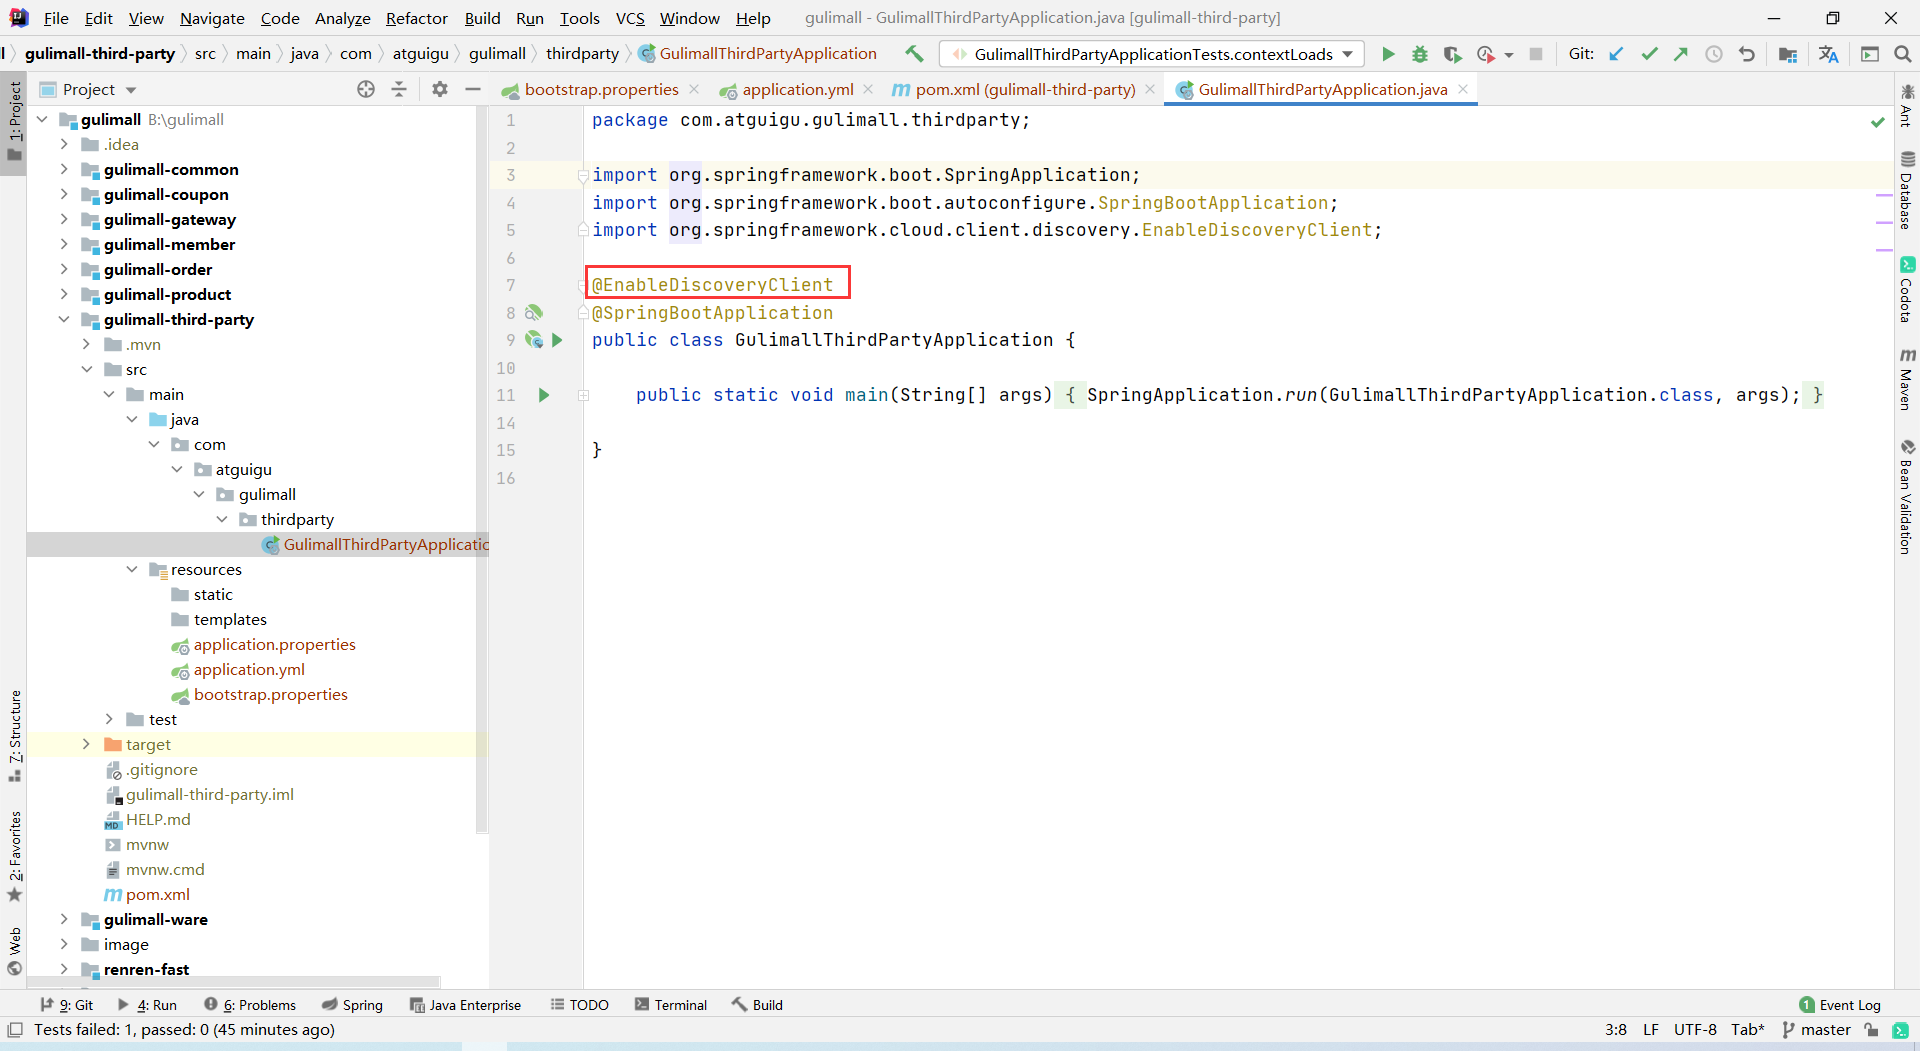 File Edit View Navigate Code Analyze Refactor Build Run Tools VCS Window Help gulimall - GulimallThirdPartyApplication.java [gulimall-third-party]
gulimall-third-party src main java com atguigu gulimall thirdparty GulimallThirdPartyApplication GulimallThirdPartyApplicationTests.contextLoads Git:
Project
bootstrap.properties application.yml pom.xml (gulimall-third-party) GulimallThirdPartyApplication.java
1: Project
7: Structure
2: Favorites
Web
gulimall B:\gulimall
.idea
gulimall-common
gulimall-coupon
gulimall-gateway
gulimall-member
gulimall-order
gulimall-product
gulimall-third-party
.mvn
src
main
java
com
atguigu
gulimall
thirdparty
GulimallThirdPartyApplicatio
resources
static
templates
application.properties
application.yml
bootstrap.properties
test
target
.gitignore
gulimall-third-party.iml
HELP.md
mvnw
mvnw.cmd
pom.xml
gulimall-ware
image
renren-fast
1 package com.atguigu.gulimall.thirdparty;
2
3 import org.springframework.boot.SpringApplication;
4 import org.springframework.boot.autoconfigure.SpringBootApplication;
5 import org.springframework.cloud.client.discovery.EnableDiscoveryClient;
6
7 @EnableDiscoveryClient
8 @SpringBootApplication
9 public class GulimallThirdPartyApplication {
10
11 public static void main(String[] args) { SpringApplication.run(GulimallThirdPartyApplication.class, args); }
14
15 }
16
Ant
Database
Codota
Maven
Bean Validation
9: Git 4: Run 6: Problems Spring Java Enterprise TODO Terminal Build 1 Event Log
Tests failed: 1, passed: 0 (45 minutes ago) 3:8 LF UTF-8 Tab* master